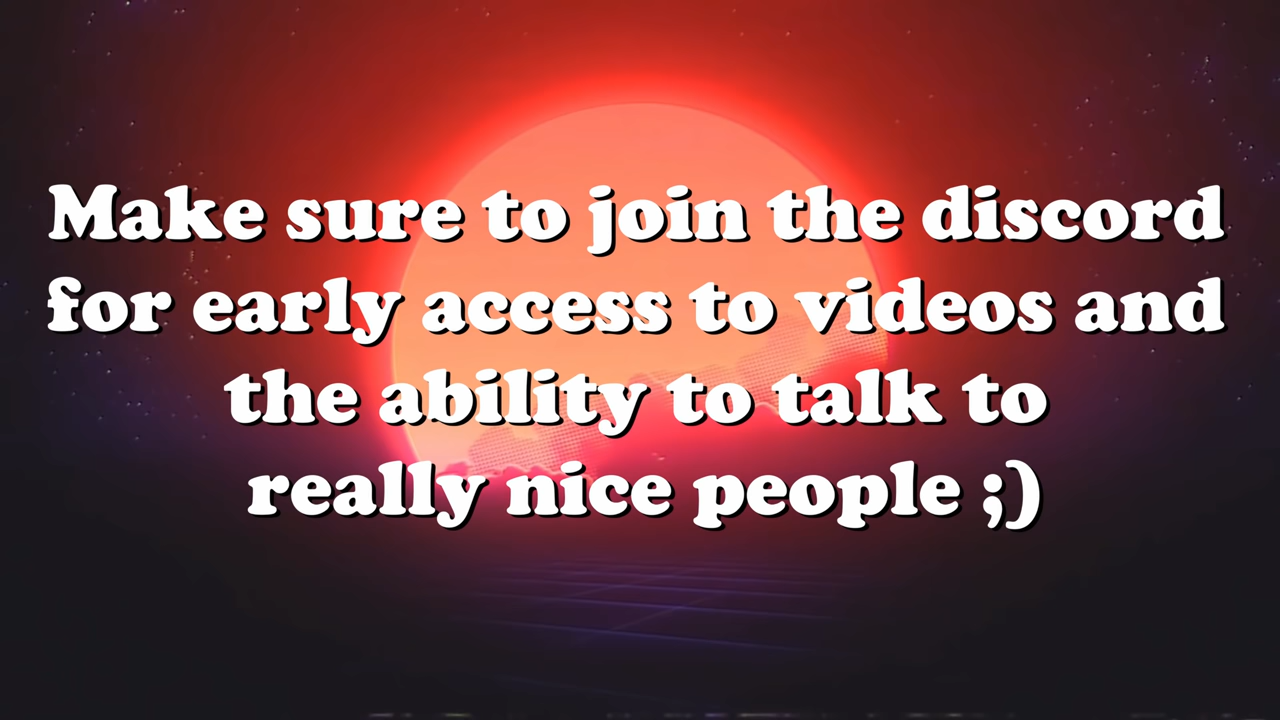 Make sure to join the discord
for early access to videos and
the ability to talk to
really nice people ;)